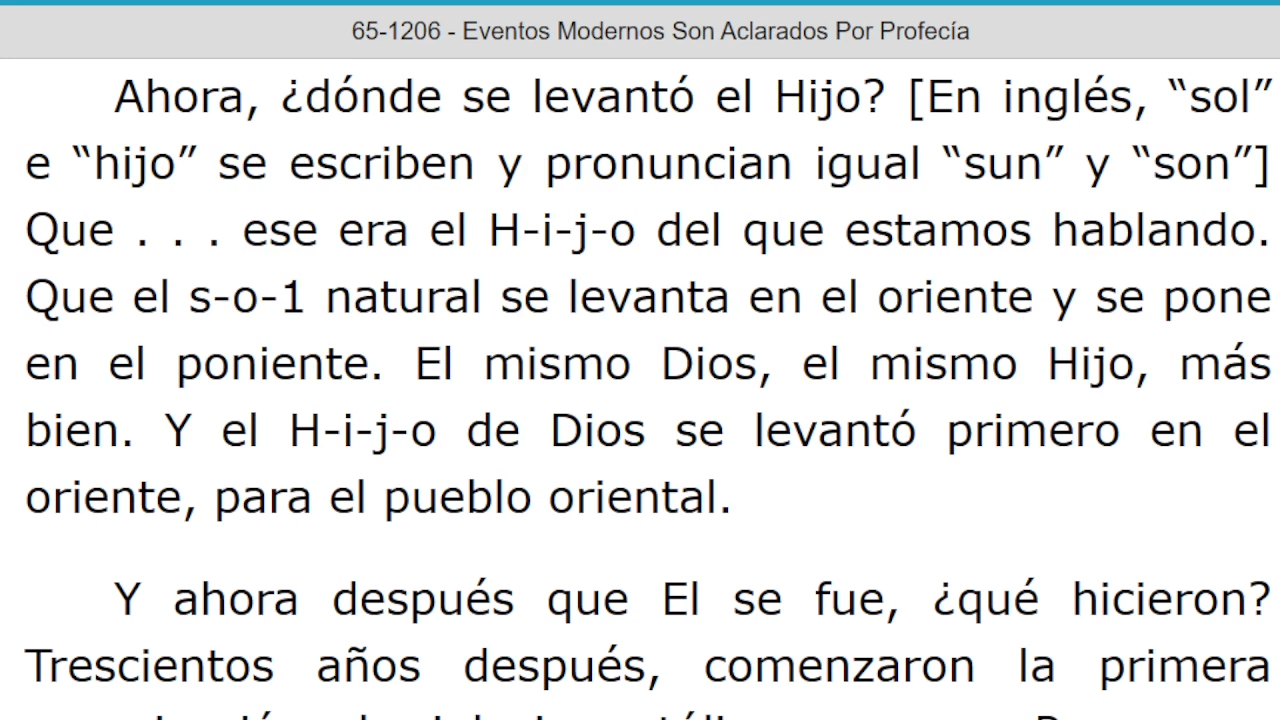 65-1206 - Eventos Modernos Son Aclarados Por Profecía
Ahora, ¿dónde se levantó el Hijo? [En inglés, “sol”
e “hijo” se escriben y pronuncian igual “sun” y “son”]
Que . . . ese era el H-i-j-o del que estamos hablando.
Que el s-o-1 natural se levanta en el oriente y se pone
en el poniente. El mismo Dios, el mismo Hijo, más
bien. Y el H-i-j-o de Dios se levantó primero en el
oriente, para el pueblo oriental.
Y ahora después que El se fue, ¿qué hicieron?
Trescientos años después, comenzaron la primera